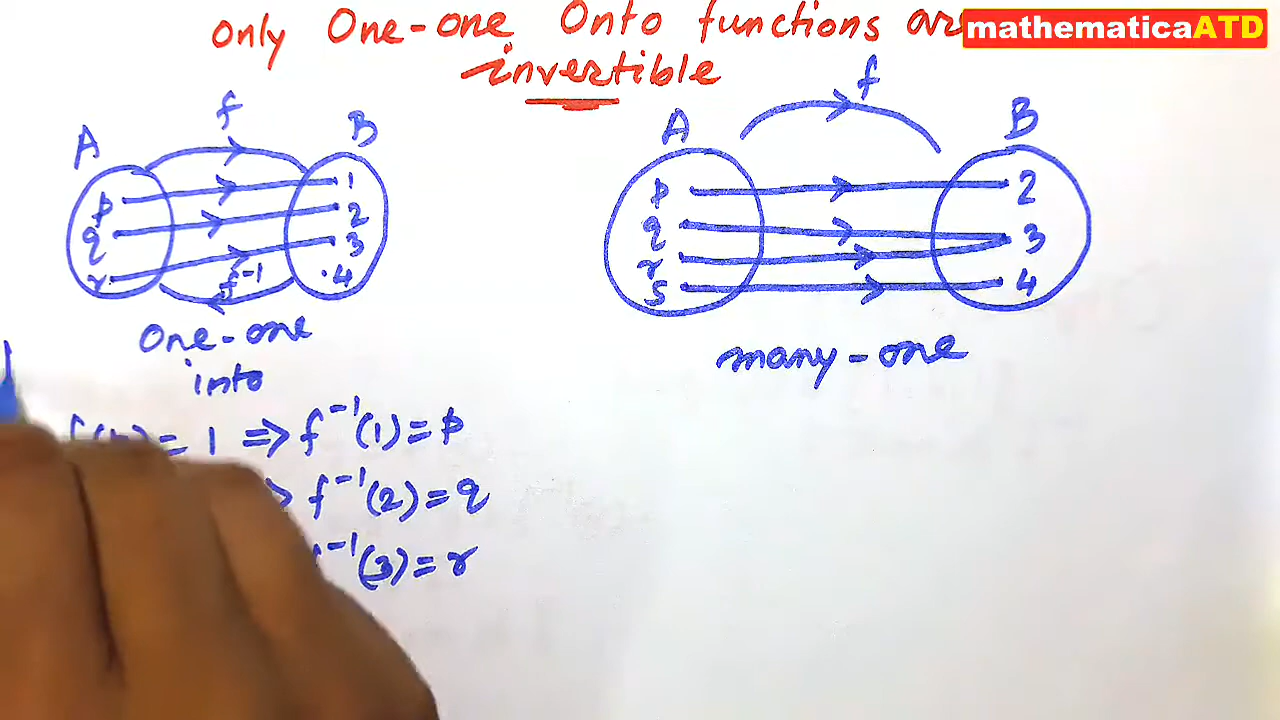 only One-one Onto functions are
invertible
mathematicaATD
f
A
B
p
q
r
1
2
3
.4
f⁻¹
One-one
into
= 1 ⇒ f⁻¹(1) = p
f⁻¹(2) = q
⁻¹(3) = r
f
A
B
p
q
r
s
2
3
4
many-one